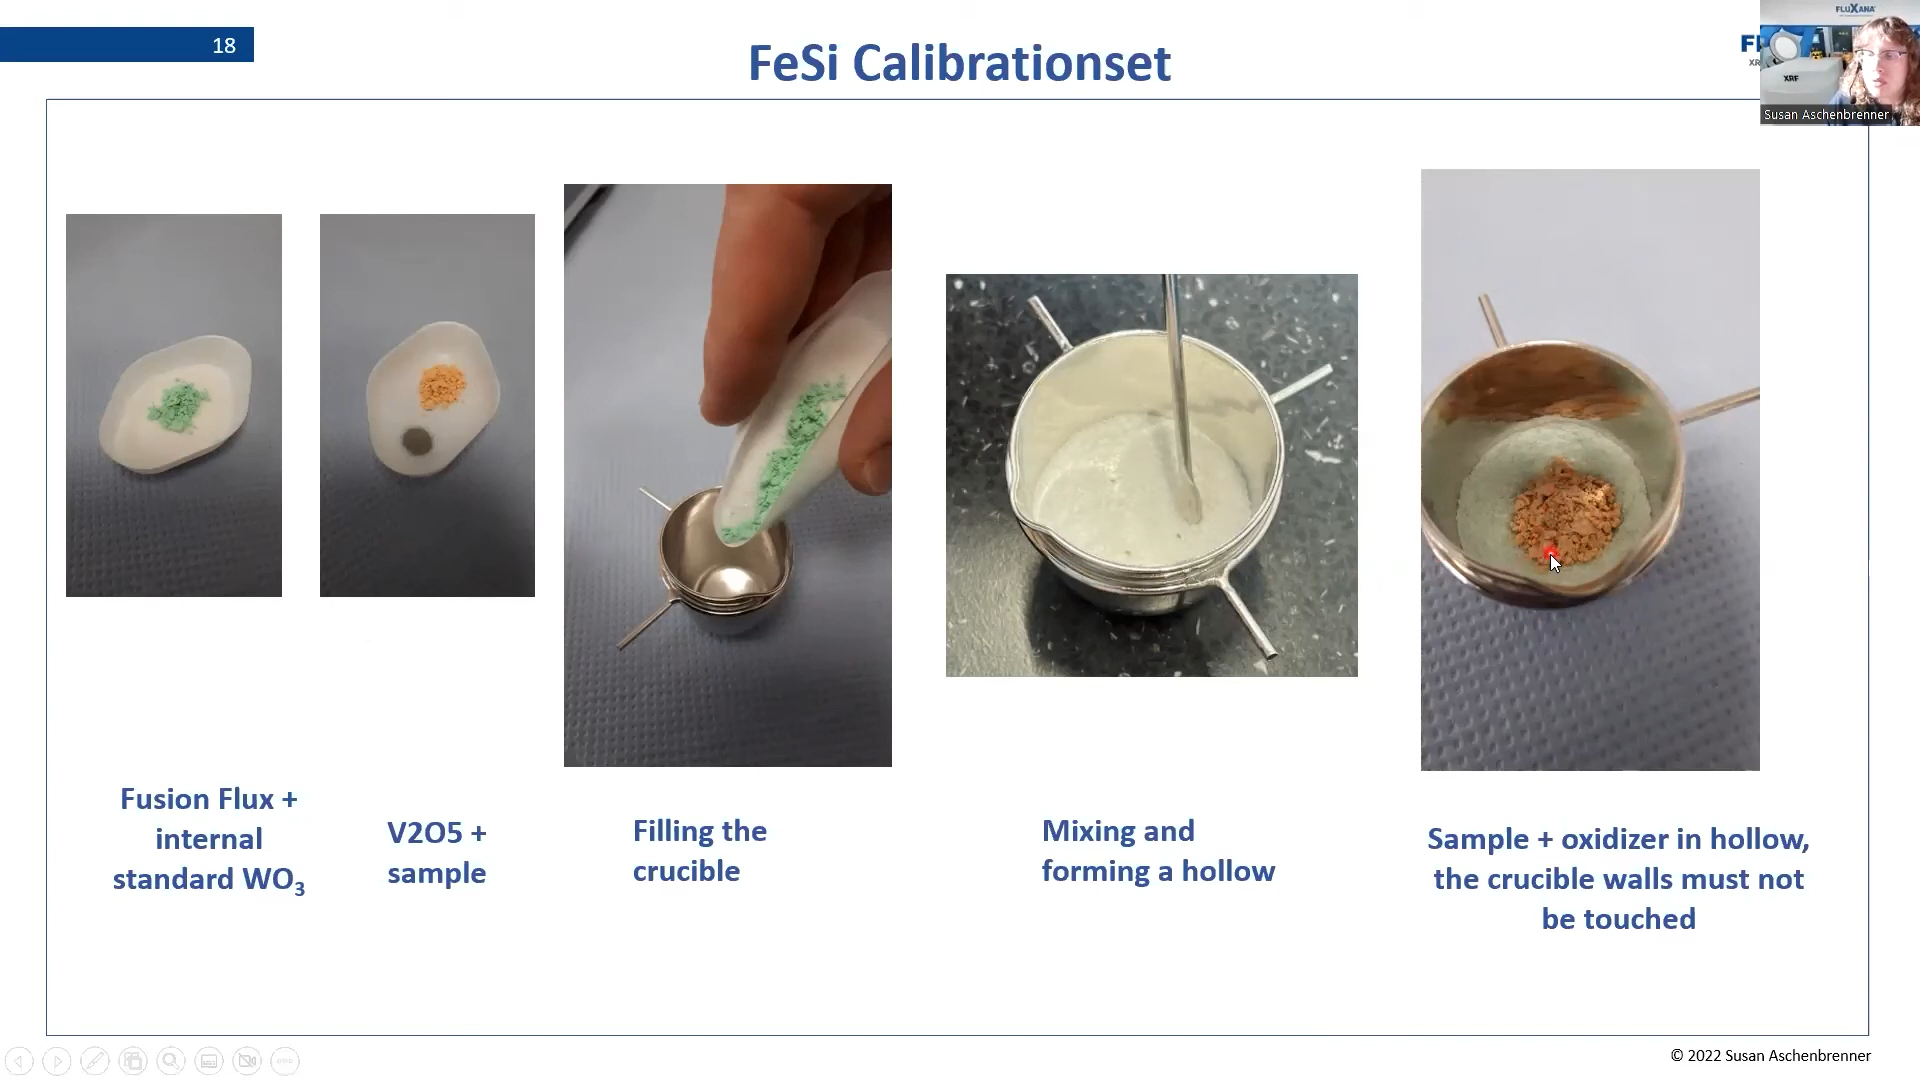 18
FeSi Calibrationset
FLUXANA
XRF
Susan Aschenbrenner
Fusion Flux +
internal
standard WO₃
V2O5 +
sample
Filling the
crucible
Mixing and
forming a hollow
Sample + oxidizer in hollow,
the crucible walls must not
be touched
© 2022 Susan Aschenbrenner